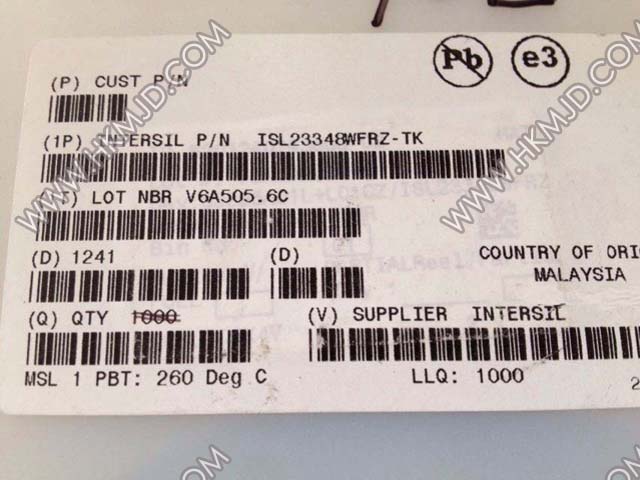 Pb e3
(P) CUST P/N
(1P) INTERSIL P/N ISL23348WFRZ-TK
LOT NBR V6A505.6C
(D) 1241 (D)
COUNTRY OF ORI
MALAYSIA
(Q) QTY 1000 (V) SUPPLIER INTERSIL
MSL 1 PBT: 260 Deg C LLQ: 1000 2
WWW.HKMJD.COM
WWW.HKMJD.COM
WWW.HKMJD.COM